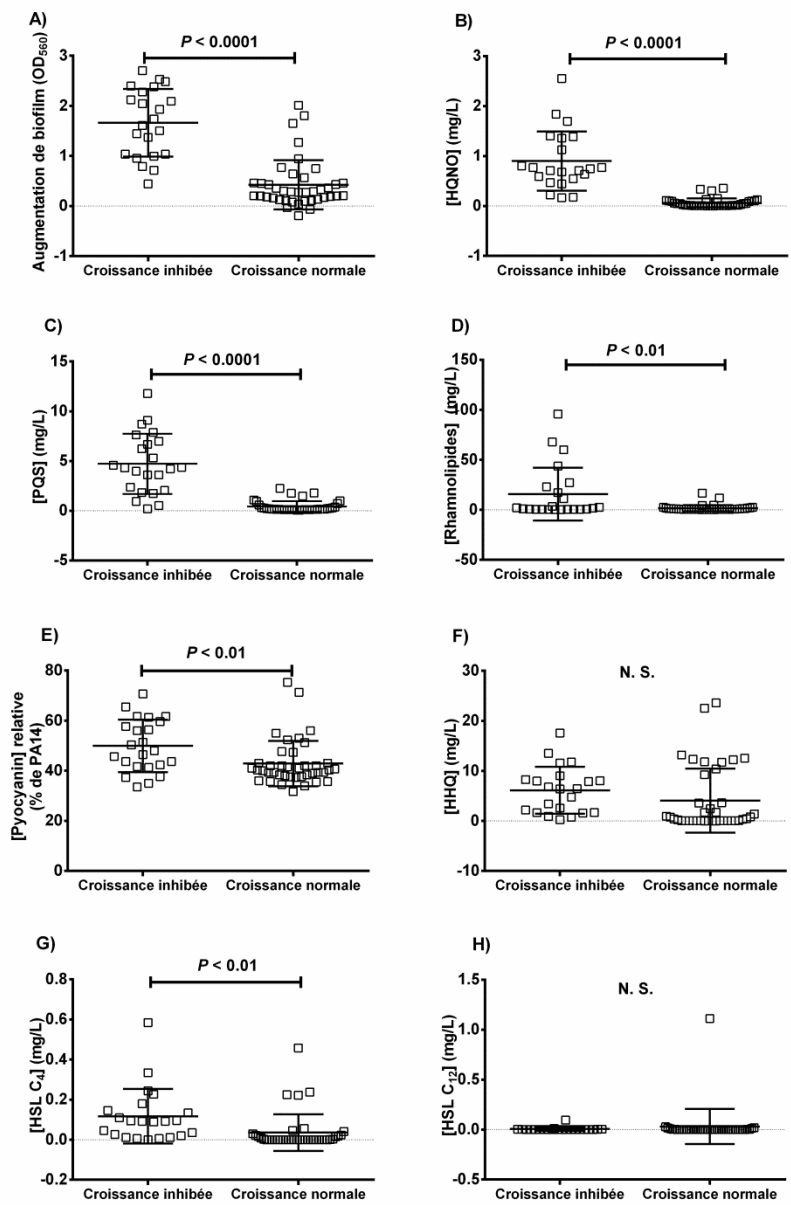 A)
P < 0.0001
Augmentation de biofilm (OD560)
3
2
1
0
-1
Croissance inhibée Croissance normale
B)
P < 0.0001
[HQNO] (mg/L)
3
2
1
0
-1
Croissance inhibée Croissance normale
C)
P < 0.0001
[PQS] (mg/L)
15
10
5
0
-5
Croissance inhibée Croissance normale
D)
P < 0.01
[Rhamnolipides] (mg/L)
150
100
50
0
-50
Croissance inhibée Croissance normale
E)
P < 0.01
[Pyocyanin] relative
(% de PA14)
80
60
40
20
0
Croissance inhibée Croissance normale
F)
N. S.
[HHQ] (mg/L)
30
20
10
0
-10
Croissance inhibée Croissance normale
G)
P < 0.01
[HSL C4] (mg/L)
0.8
0.6
0.4
0.2
0.0
-0.2
Croissance inhibée Croissance normale
H)
N. S.
[HSL C12] (mg/L)
1.5
1.0
0.5
0.0
-0.5
Croissance inhibée Croissance normale